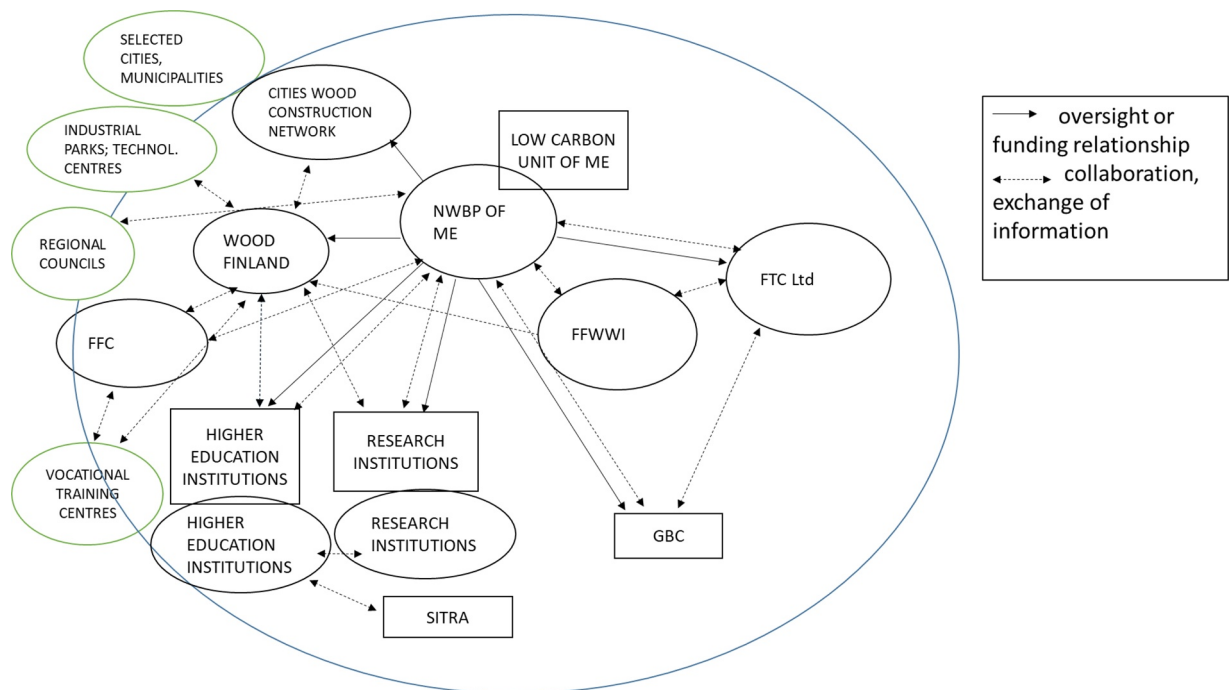 SELECTED
CITIES,
MUNICIPALITIES
CITIES WOOD
CONSTRUCTION
NETWORK
INDUSTRIAL
PARKS; TECHNOL.
CENTRES
LOW CARBON
UNIT OF ME
NWBP OF
ME
REGIONAL
COUNCILS
WOOD
FINLAND
FTC Ltd
FFC
FFWWI
HIGHER
EDUCATION
INSTITUTIONS
RESEARCH
INSTITUTIONS
VOCATIONAL
TRAINING
CENTRES
HIGHER
EDUCATION
INSTITUTIONS
RESEARCH
INSTITUTIONS
GBC
SITRA
oversight or
funding relationship
collaboration,
exchange of
information